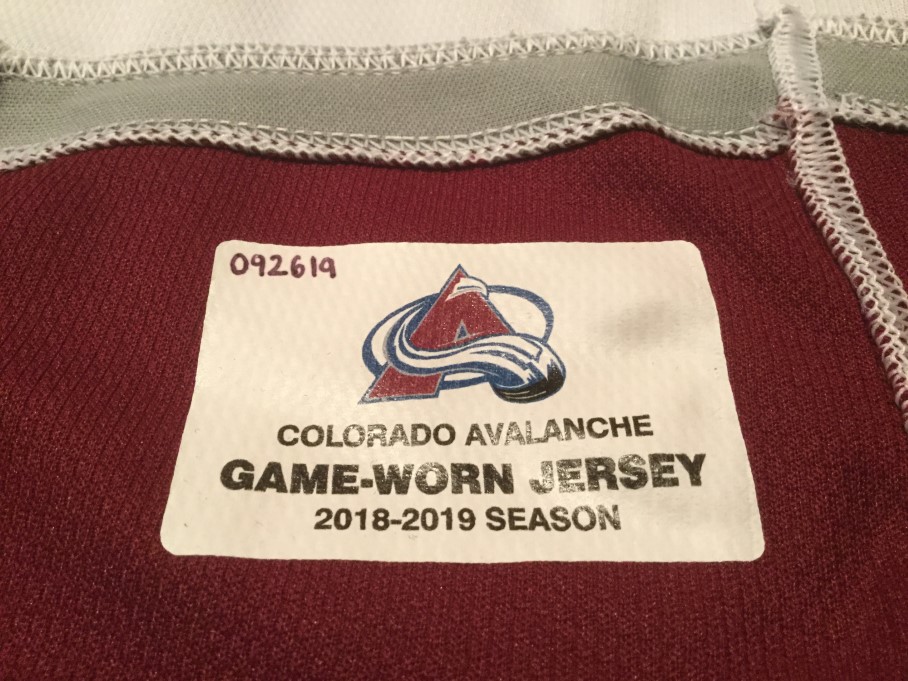 092619
COLORADO AVALANCHE
GAME-WORN JERSEY
2018-2019 SEASON